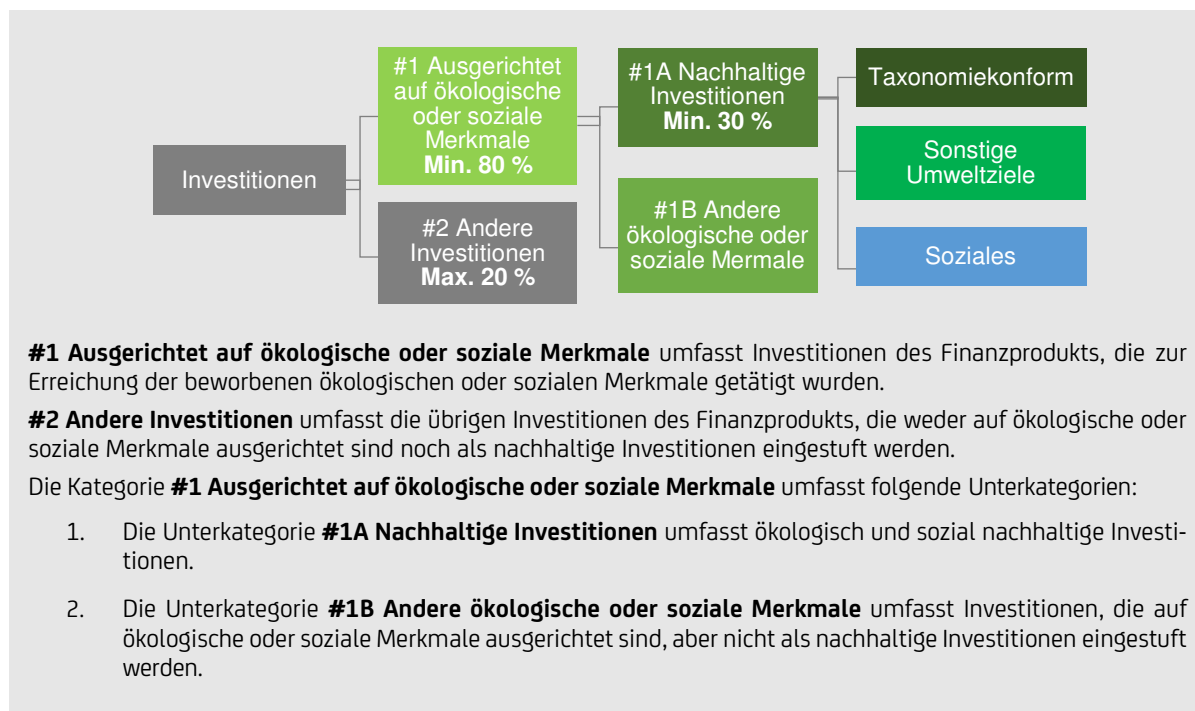 Investitionen
#1 Ausgerichtet
auf ökologische
oder soziale
Merkmale
Min. 80 %
#2 Andere
Investitionen
Max. 20 %
#1A Nachhaltige
Investitionen
Min. 30 %
#1B Andere
ökologische oder
soziale Mermale
Taxonomiekonform
Sonstige
Umweltziele
Soziales
#1 Ausgerichtet auf ökologische oder soziale Merkmale umfasst Investitionen des Finanzprodukts, die zur
Erreichung der beworbenen ökologischen oder sozialen Merkmale getätigt wurden.
#2 Andere Investitionen umfasst die übrigen Investitionen des Finanzprodukts, die weder auf ökologische oder
soziale Merkmale ausgerichtet sind noch als nachhaltige Investitionen eingestuft werden.
Die Kategorie #1 Ausgerichtet auf ökologische oder soziale Merkmale umfasst folgende Unterkategorien:
1. Die Unterkategorie #1A Nachhaltige Investitionen umfasst ökologisch und sozial nachhaltige Investi-
tionen.
2. Die Unterkategorie #1B Andere ökologische oder soziale Merkmale umfasst Investitionen, die auf
ökologische oder soziale Merkmale ausgerichtet sind, aber nicht als nachhaltige Investitionen eingestuft
werden.